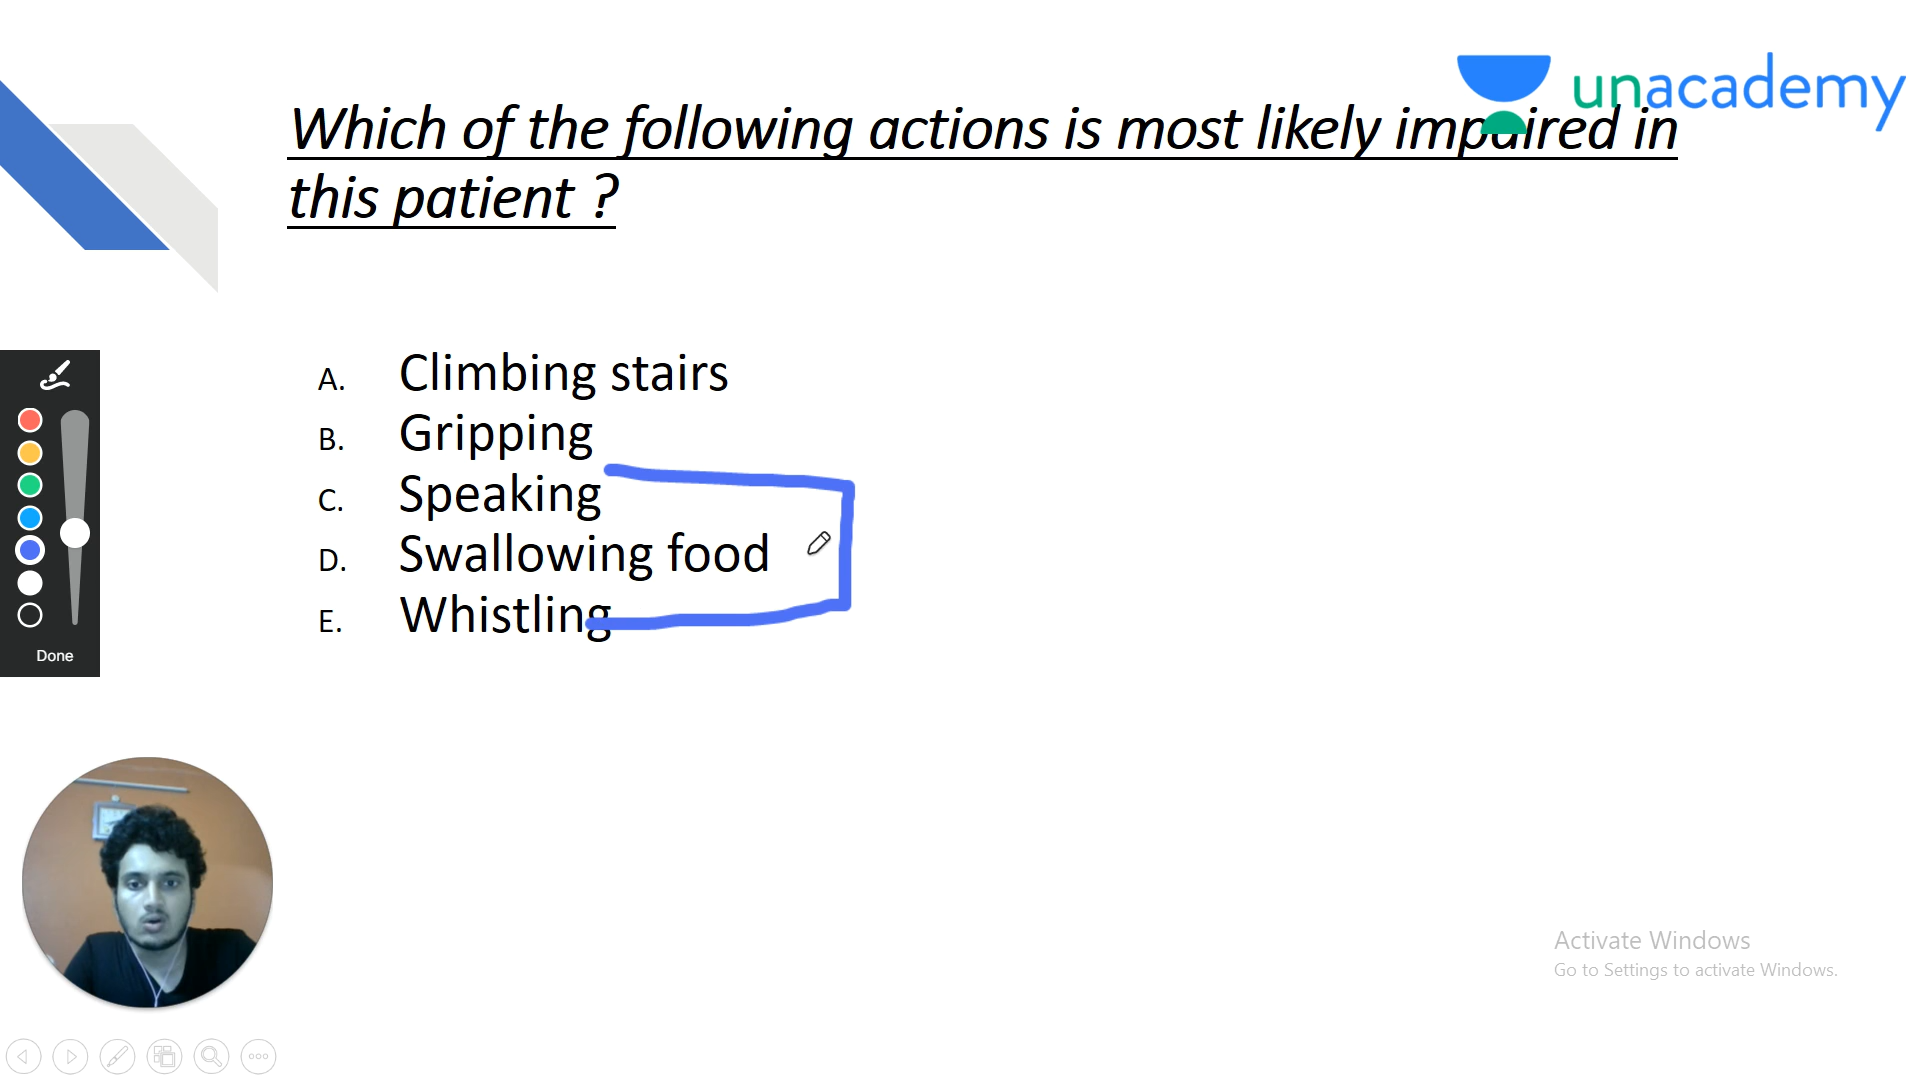 unacademy
Which of the following actions is most likely impaired in
this patient ?
A. Climbing stairs
B. Gripping
C. Speaking
D. Swallowing food
E. Whistling
Done
Activate Windows
Go to Settings to activate Windows.